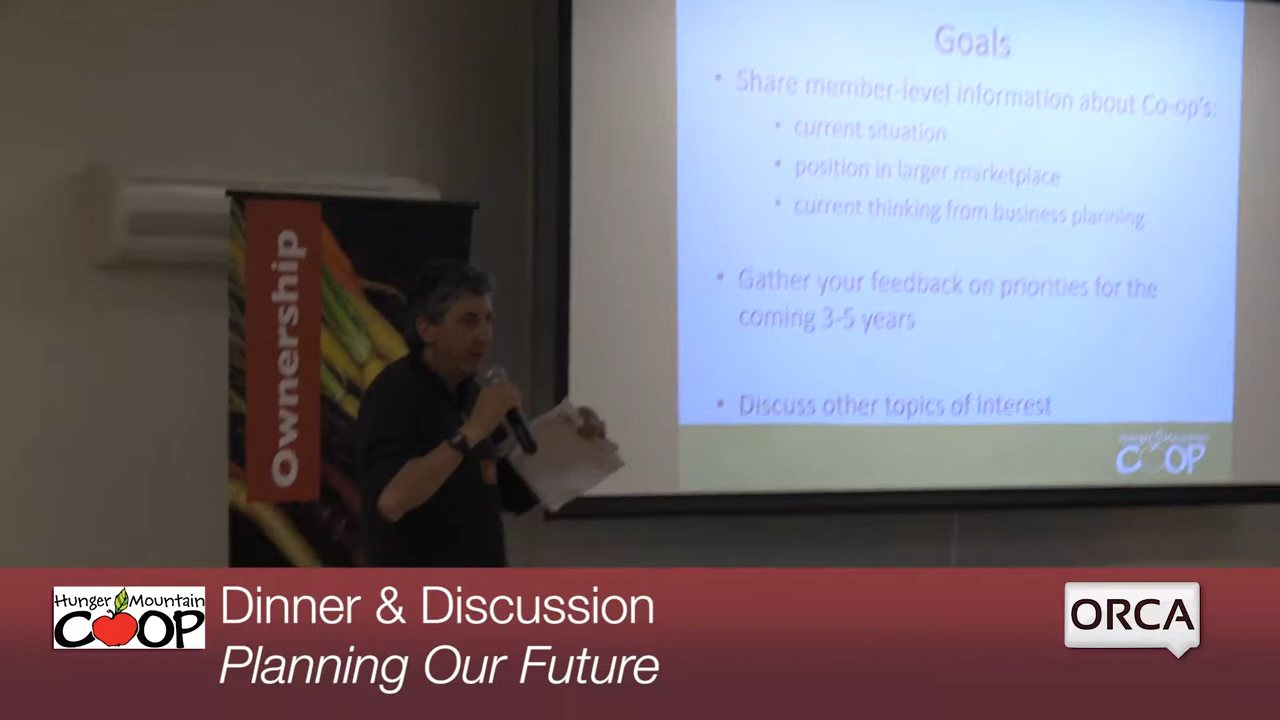 Goals
• Share member-level information about Co-op's:
• current situation
• position in larger marketplace
• current thinking from business planning
• Gather your feedback on priorities for the
coming 3-5 years
• Discuss other topics of interest
Hunger Mountain
COOP
Ownership
Hunger Mountain
COOP
Dinner & Discussion
Planning Our Future
ORCA